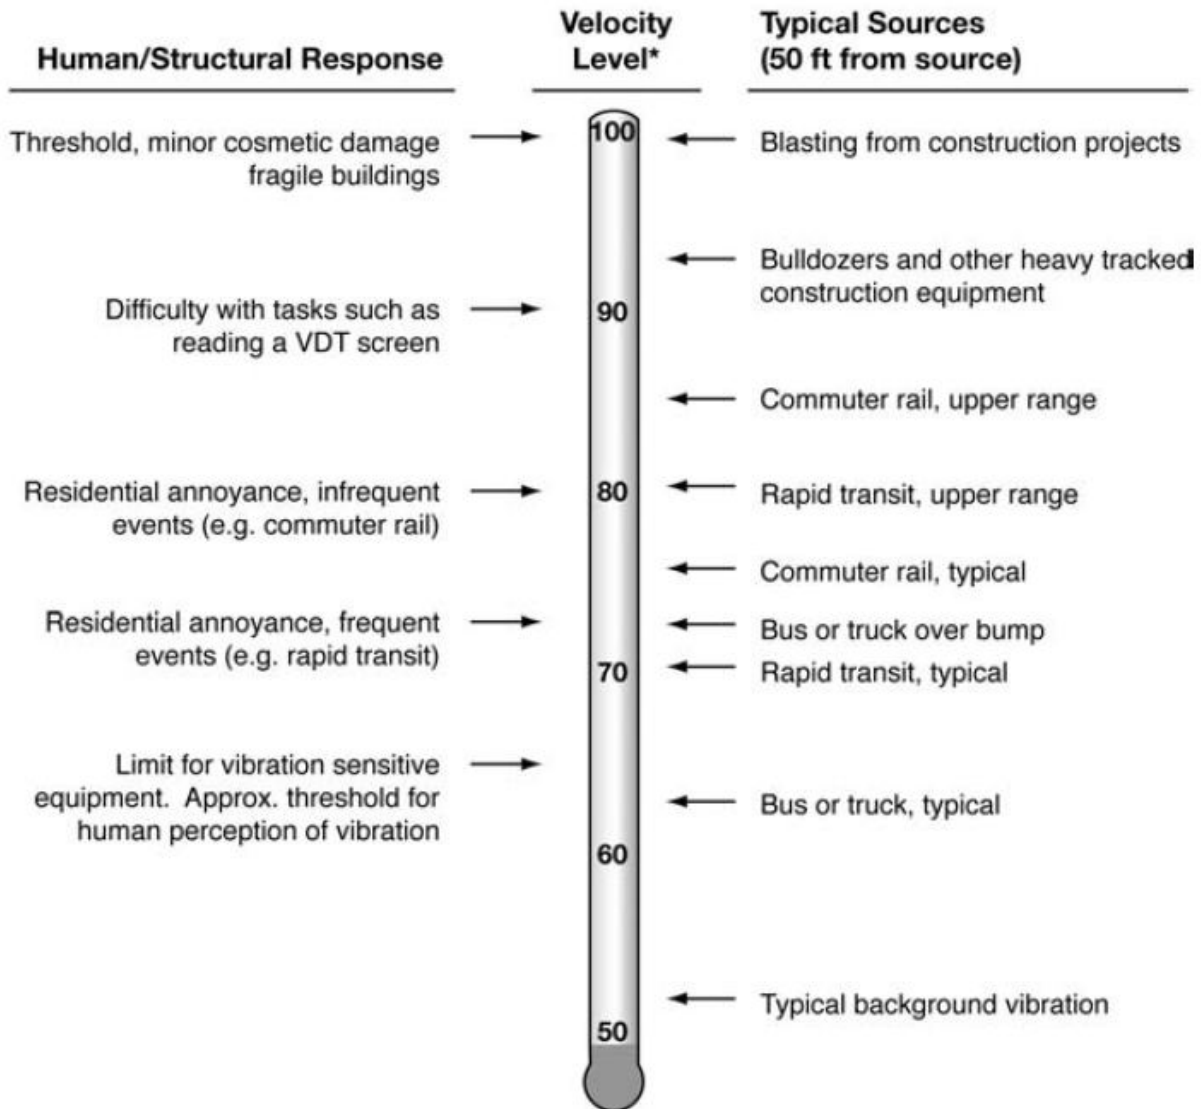 Human/Structural Response
Velocity
Level*
Typical Sources
(50 ft from source)
Threshold, minor cosmetic damage
fragile buildings
100
Blasting from construction projects
Bulldozers and other heavy tracked
construction equipment
Difficulty with tasks such as
reading a VDT screen
90
Commuter rail, upper range
Residential annoyance, infrequent
events (e.g. commuter rail)
80
Rapid transit, upper range
Commuter rail, typical
Residential annoyance, frequent
events (e.g. rapid transit)
Bus or truck over bump
70
Rapid transit, typical
Limit for vibration sensitive
equipment. Approx. threshold for
human perception of vibration
Bus or truck, typical
60
Typical background vibration
50